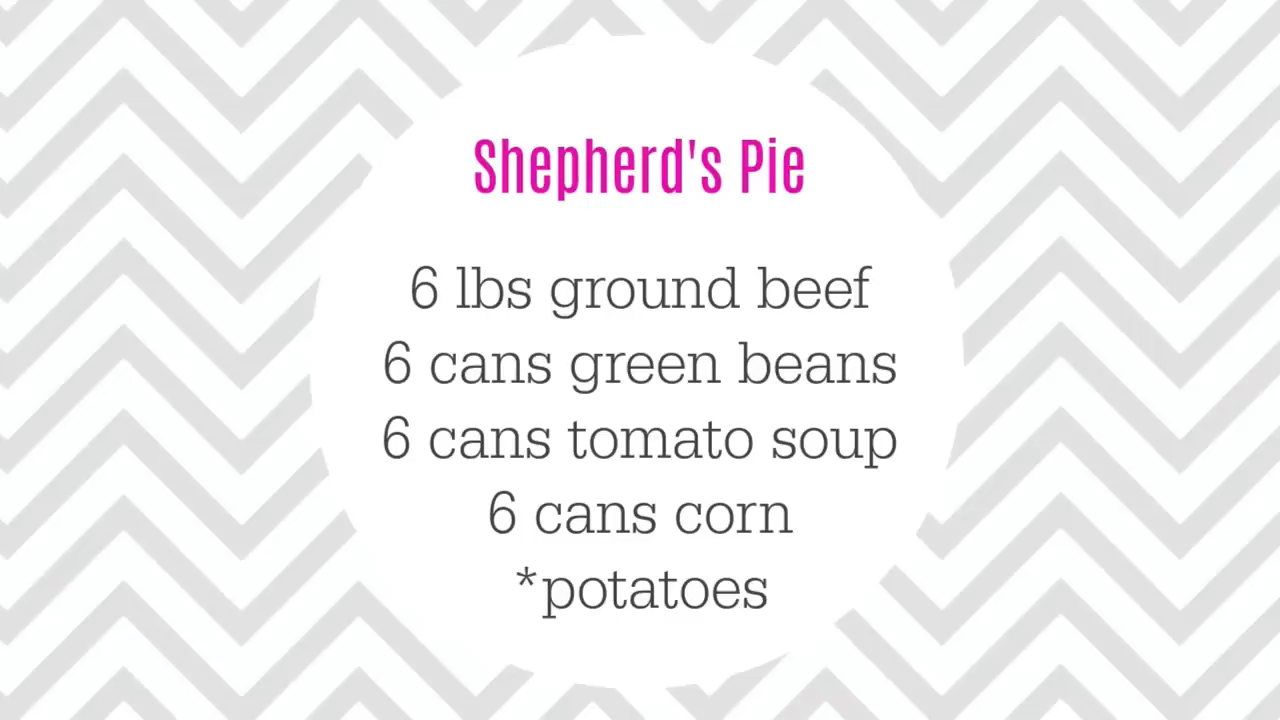 Shepherd's Pie
6 lbs ground beef
6 cans green beans
6 cans tomato soup
6 cans corn
*potatoes